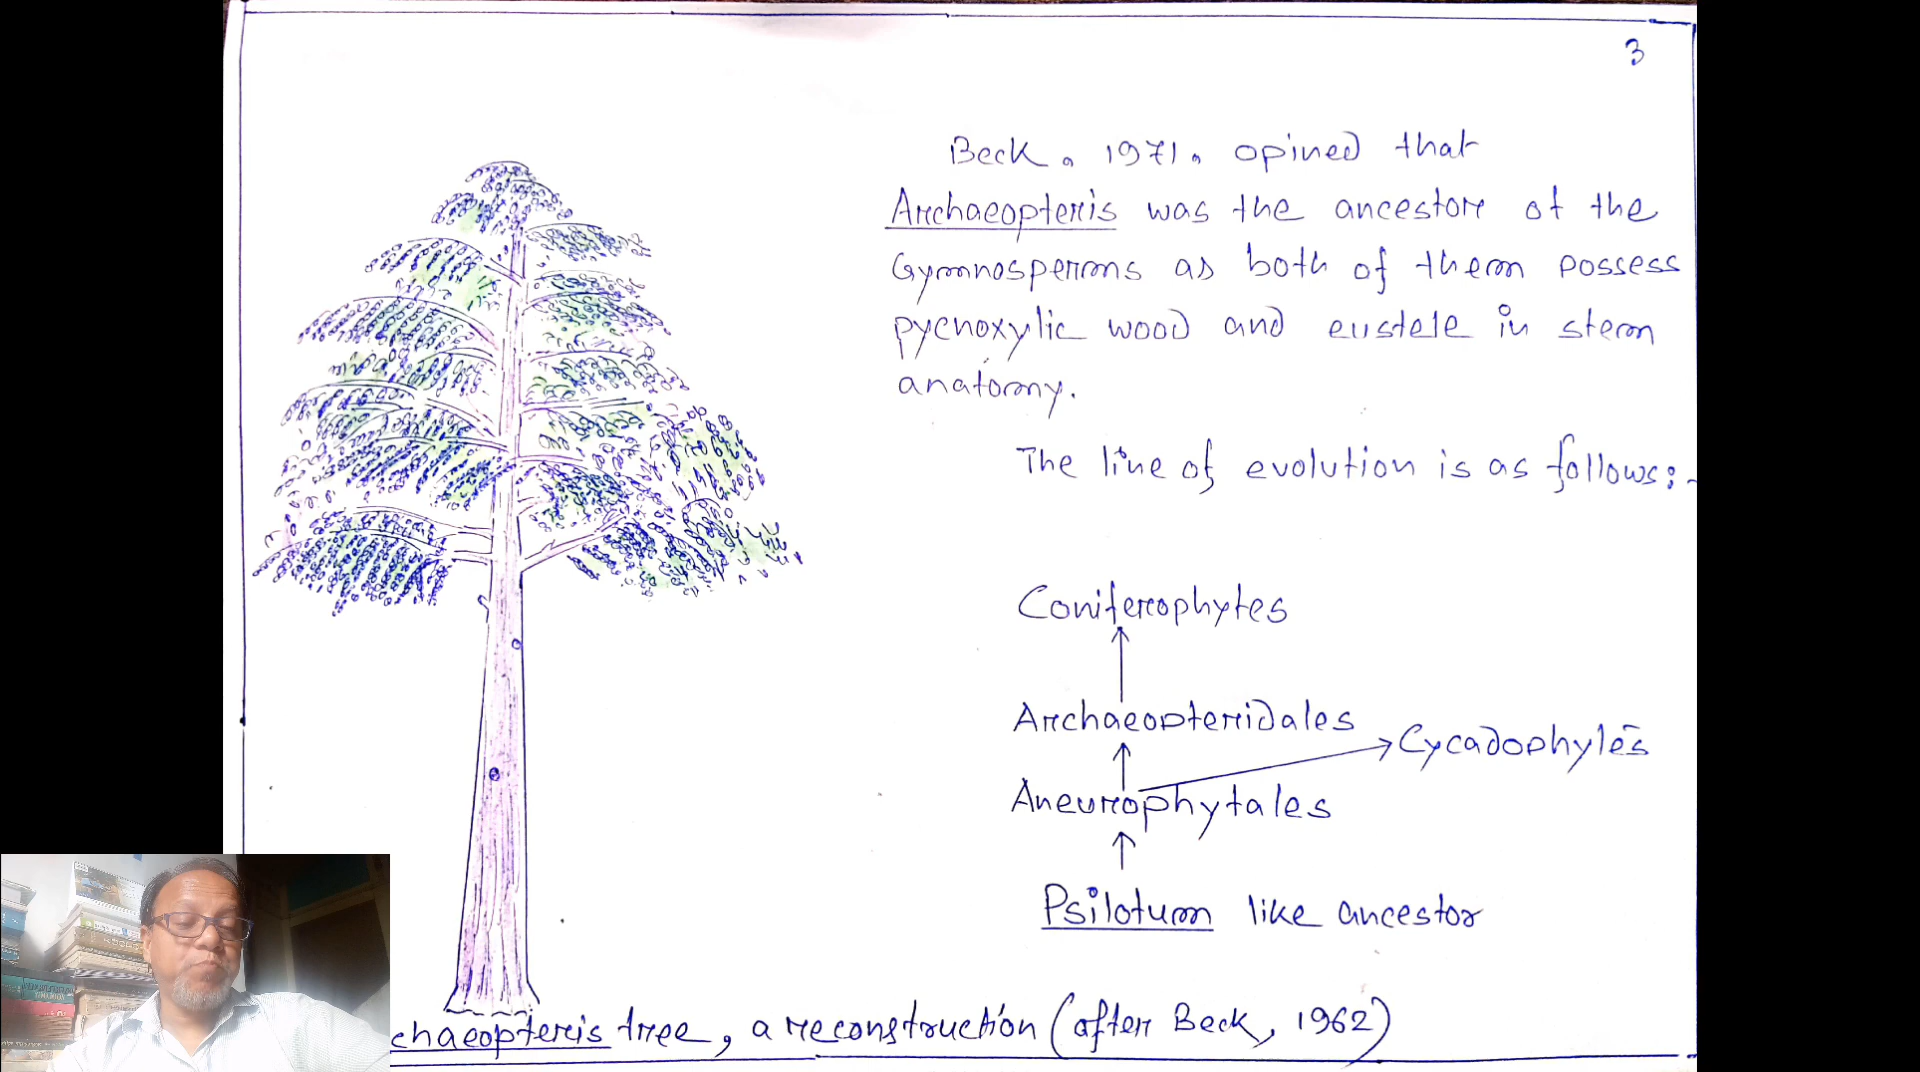 3
Beck, 1971, opined that
Archaeopteris was the ancestor of the
Gymnosperms as both of them possess
pycnoxylic wood and eustele in stem
anatomy.
The line of evolution is as follows:-
Coniferophytes
Archaeopteridales
Cycadophytes
Aneurophytales
Psilotum like ancestor
chaeopteris tree, a reconstruction (after Beck, 1962)